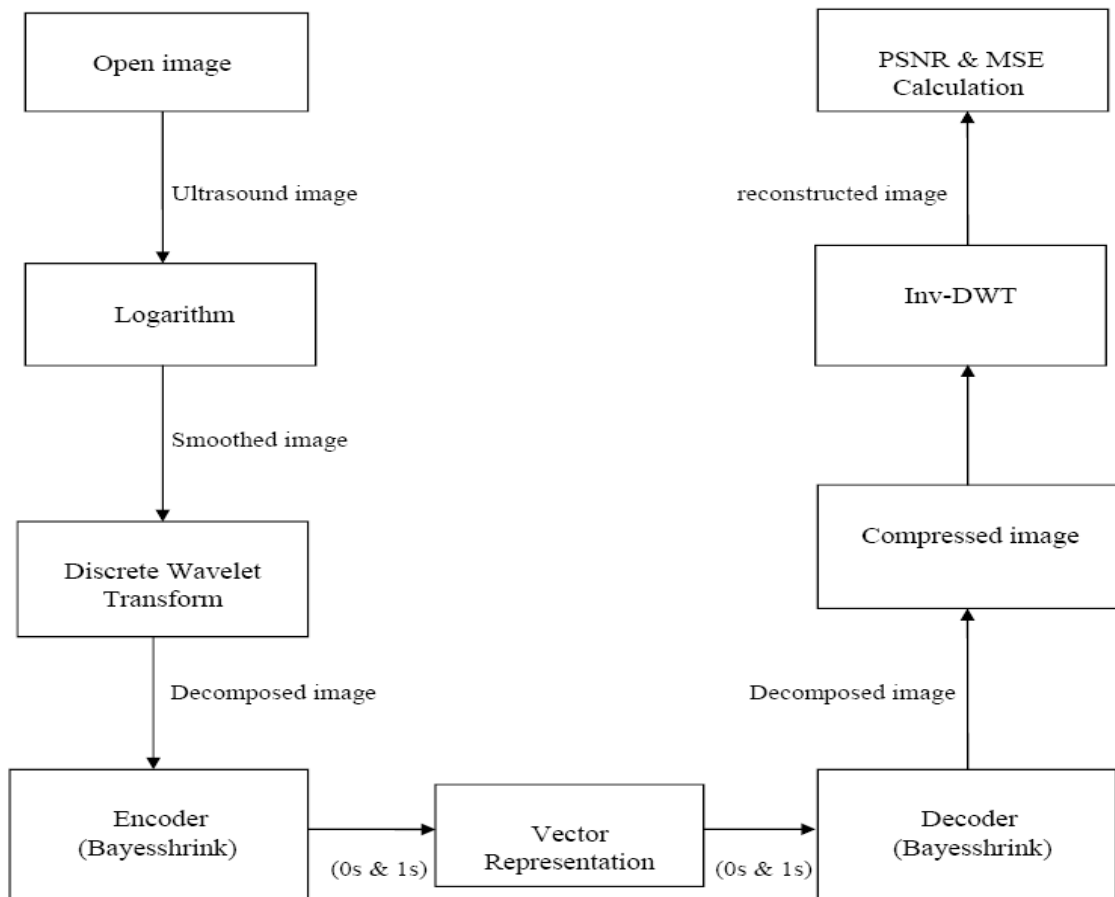 Open image
Ultrasound image
Logarithm
Smoothed image
Discrete Wavelet
Transform
Decomposed image
Encoder
(Bayesshrink)
(0s & 1s)
Vector
Representation
(0s & 1s)
Decoder
(Bayesshrink)
Decomposed image
Compressed image
Inv-DWT
reconstructed image
PSNR & MSE
Calculation